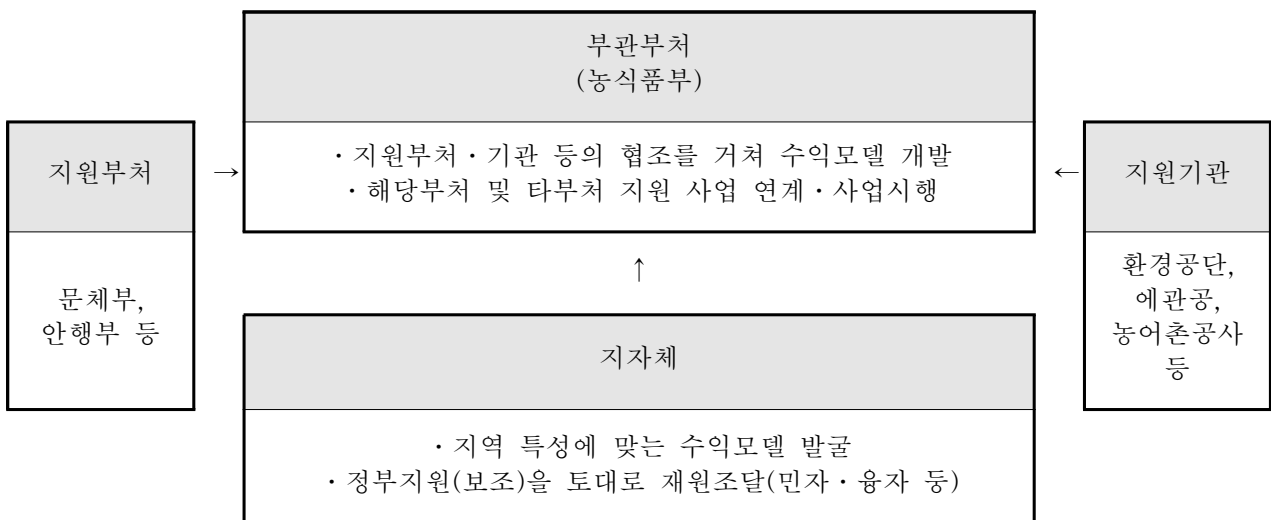 부관부처
(농식품부)
・지원부처・기관 등의 협조를 거쳐 수익모델 개발
・해당부처 및 타부처 지원 사업 연계・사업시행
지원부처
→
문체부,
안행부 등
←
지원기관
환경공단,
에관공,
농어촌공사
등
↑
지자체
・지역 특성에 맞는 수익모델 발굴
・정부지원(보조)을 토대로 재원조달(민자・융자 등)